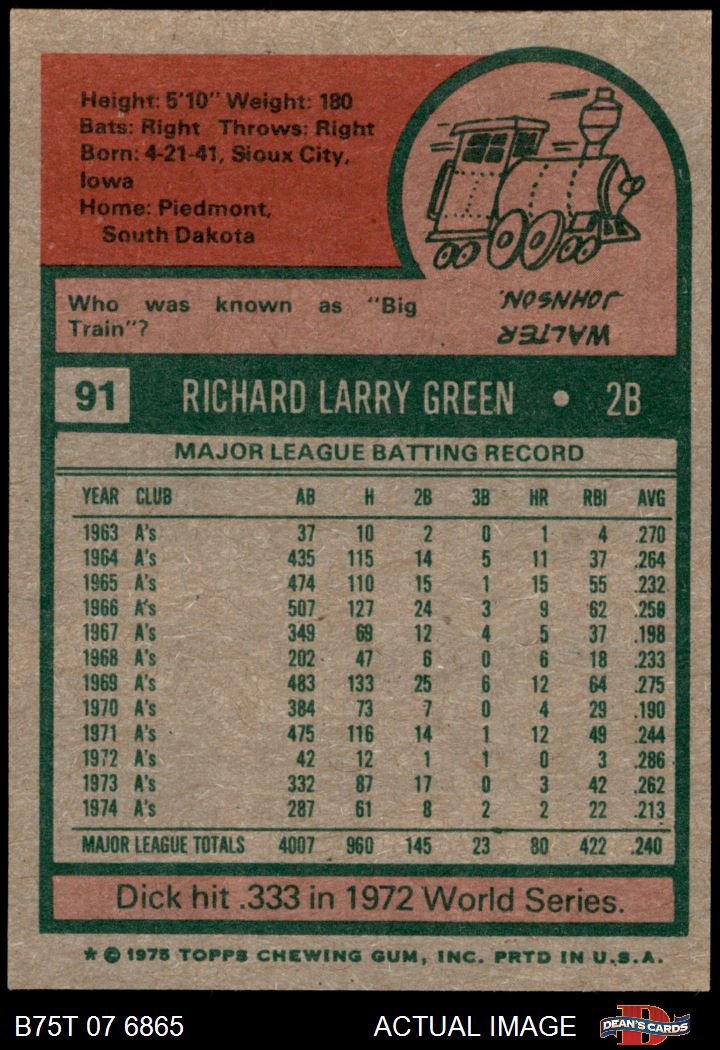 Height: 5'10" Weight: 180
Bats: Right Throws: Right
Born: 4-21-41, Sioux City,
Iowa
Home: Piedmont,
South Dakota
Who was known as "Big
Train"?
WALTER
JOHNSON.
91 RICHARD LARRY GREEN • 2B
MAJOR LEAGUE BATTING RECORD
YEAR CLUB AB H 2B 3B HR RBI AVG
1963 A's 37 10 2 0 1 4 .270
1964 A's 435 115 14 5 11 37 .264
1965 A's 474 110 15 1 15 55 .232
1966 A's 507 127 24 3 9 62 .250
1967 A's 349 69 12 4 5 37 .198
1968 A's 202 47 6 0 6 18 .233
1969 A's 483 133 25 6 12 64 .275
1970 A's 384 73 7 0 4 29 .190
1971 A's 475 116 14 1 12 49 .244
1972 A's 42 12 1 1 0 3 .286
1973 A's 332 87 17 0 3 42 .262
1974 A's 287 61 8 2 2 22 .213
MAJOR LEAGUE TOTALS 4007 960 145 23 80 422 .240
Dick hit .333 in 1972 World Series.
* © 1975 TOPPS CHEWING GUM, INC. PRTD IN U.S.A.
B75T 07 6865 ACTUAL IMAGE DEAN'S CARDS